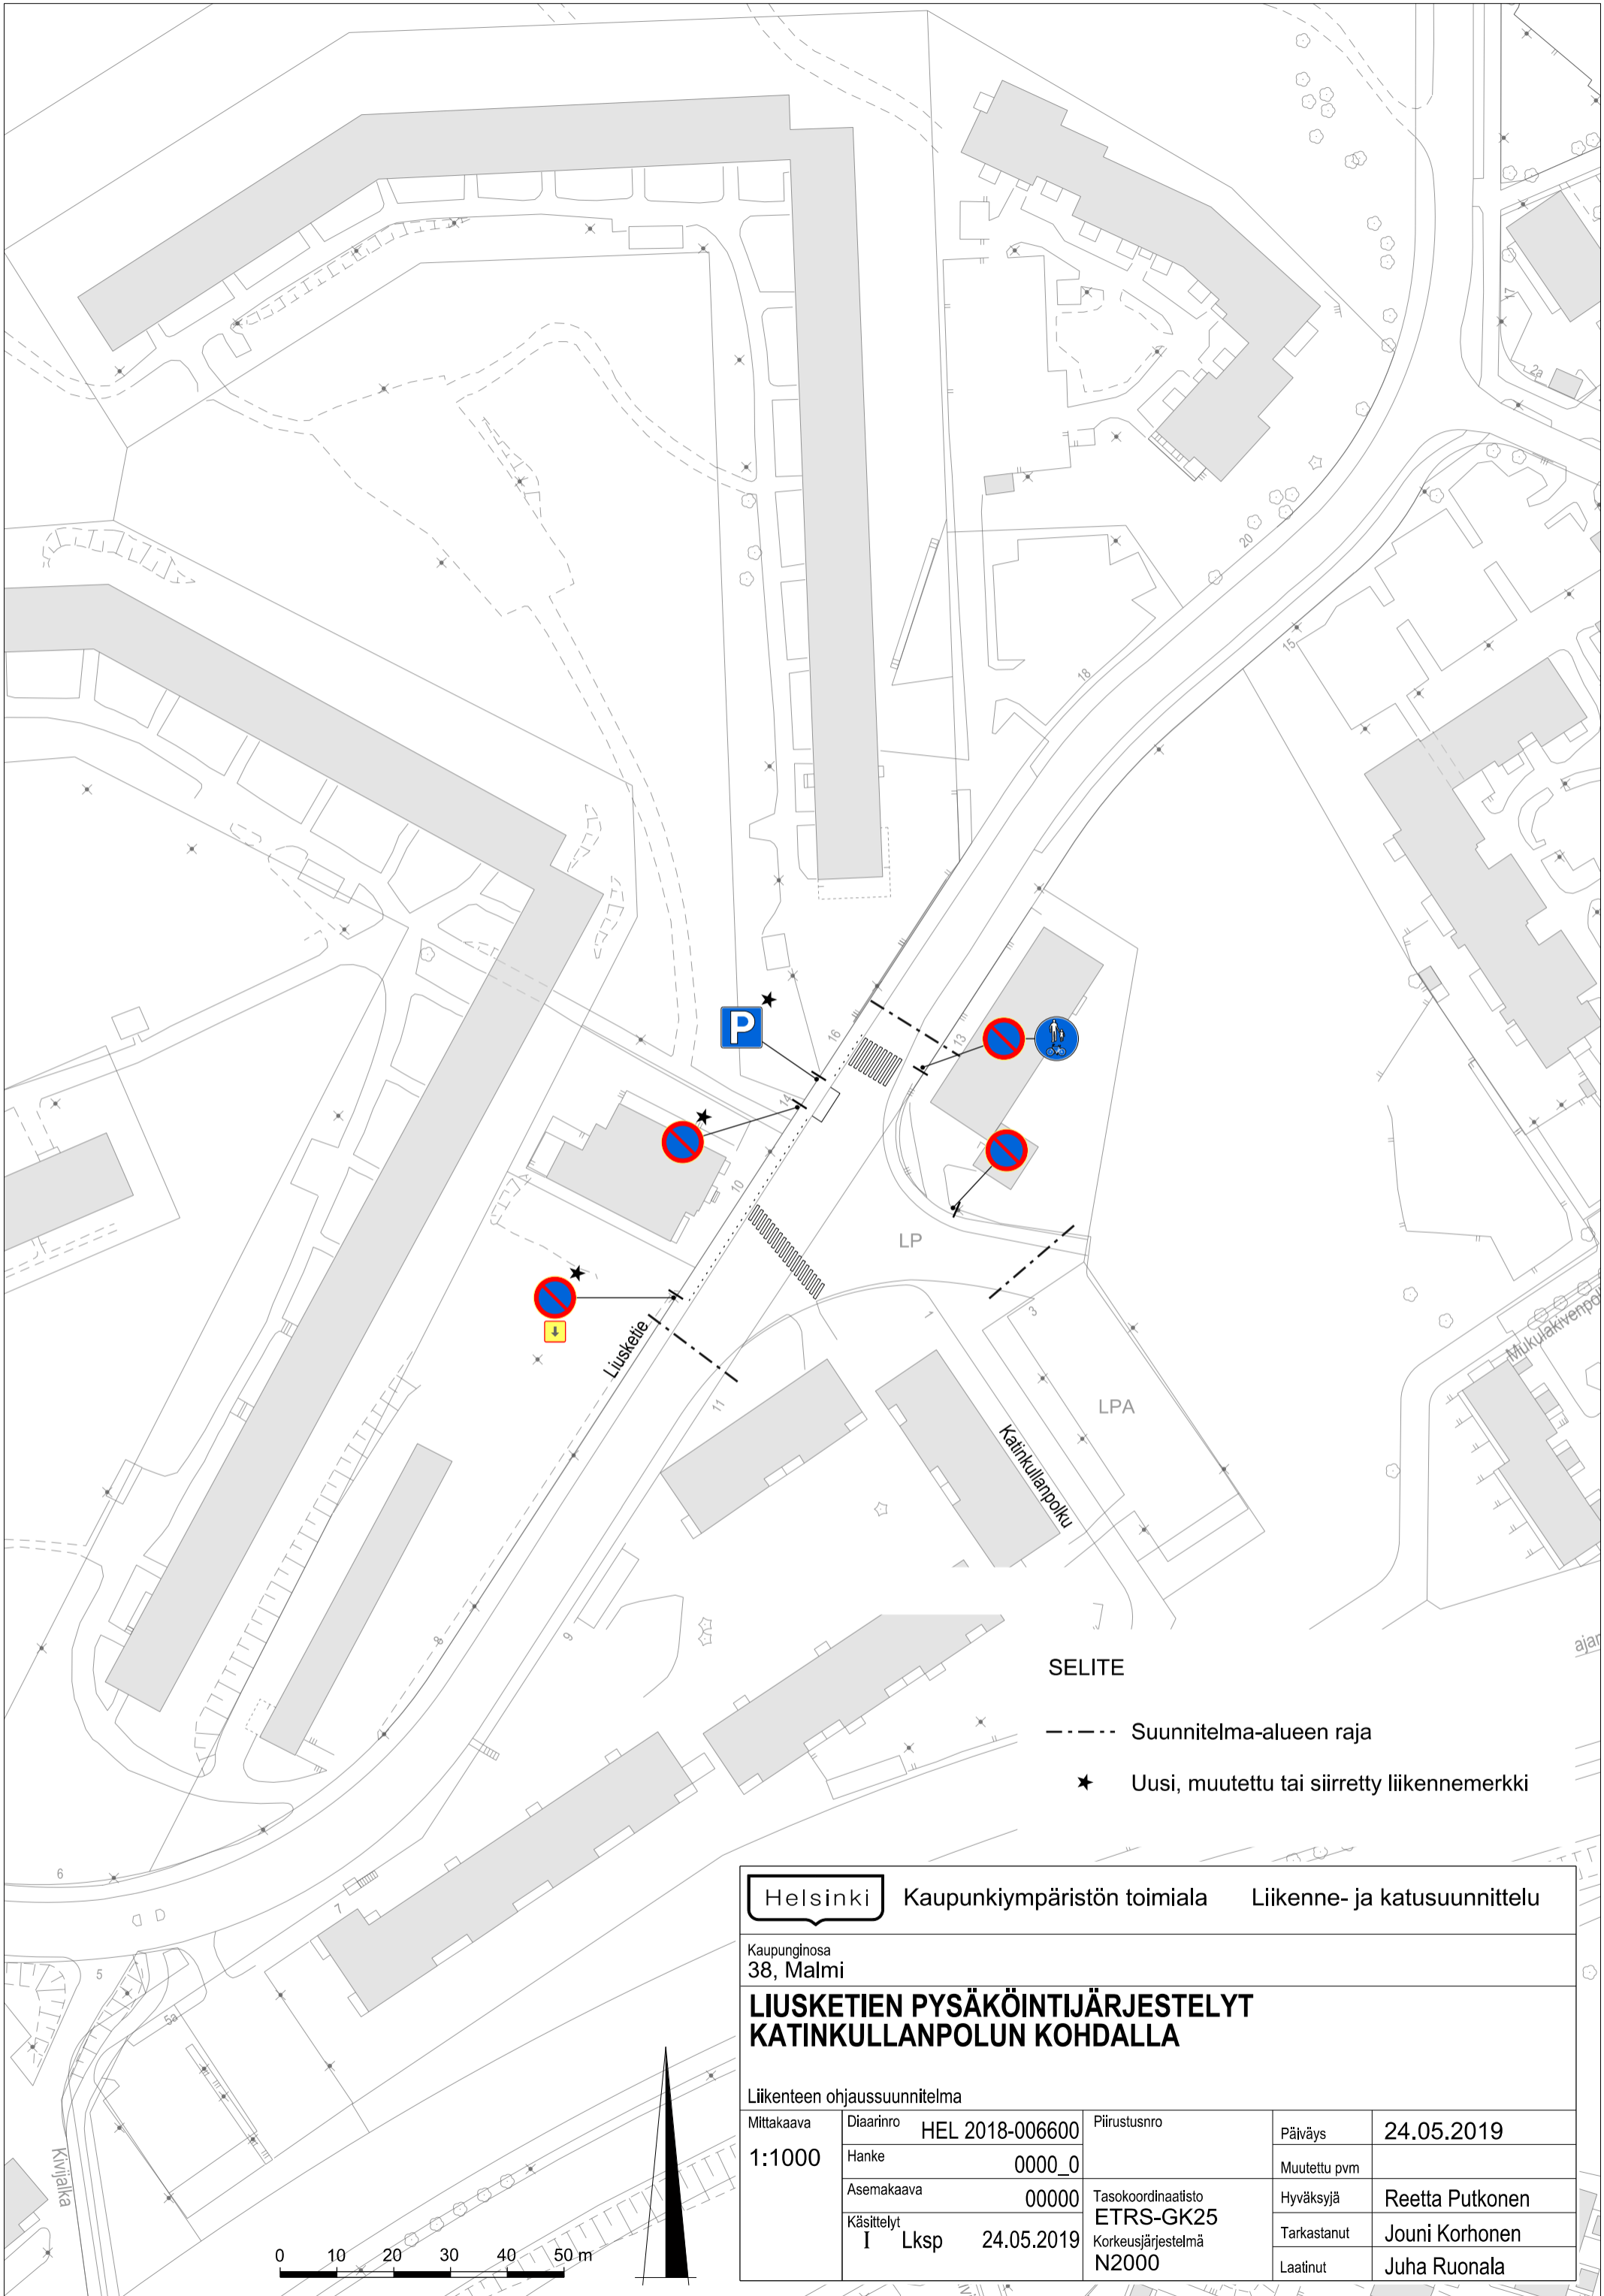 17
2a
20
15
18
P
16
13
14
10
LP
Liusketie
1
3
11
LPA
Mukulakivenpol
Katinkullanpolku
8
9
ajar
SELITE
Suunnitelma-alueen raja
Uusi, muutettu tai siirretty liikennemerkki
6
7
5
5a
Kivijalka
0 10 20 30 40 50 m
Helsinki Kaupunkiympäristön toimiala Liikenne- ja katusuunnittelu
Kaupunginosa
38, Malmi
LIUSKETIEN PYSÄKÖINTIJÄRJESTELYT
KATINKULLANPOLUN KOHDALLA
Liikenteen ohjaussuunnitelma
Mittakaava
1:1000
Diaarinro HEL 2018-006600
Hanke 0000_0
Asemakaava 00000
Käsittelyt
I Lksp 24.05.2019
Piirustusnro
Tasokoordinaatisto
ETRS-GK25
Korkeusjärjestelmä
N2000
Päiväys 24.05.2019
Muutettu pvm
Hyväksyjä Reetta Putkonen
Tarkastanut Jouni Korhonen
Laatinut Juha Ruonala